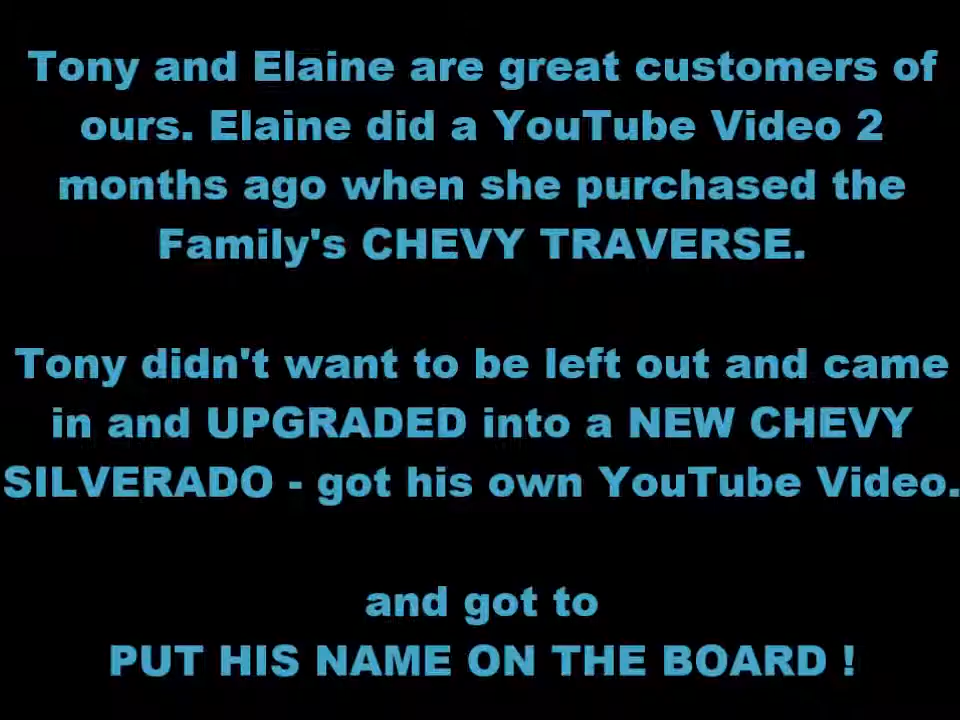 Tony and Elaine are great customers of
ours. Elaine did a YouTube Video 2
months ago when she purchased the
Family's CHEVY TRAVERSE.
Tony didn't want to be left out and came
in and UPGRADED into a NEW CHEVY
SILVERADO - got his own YouTube Video.
and got to
PUT HIS NAME ON THE BOARD !